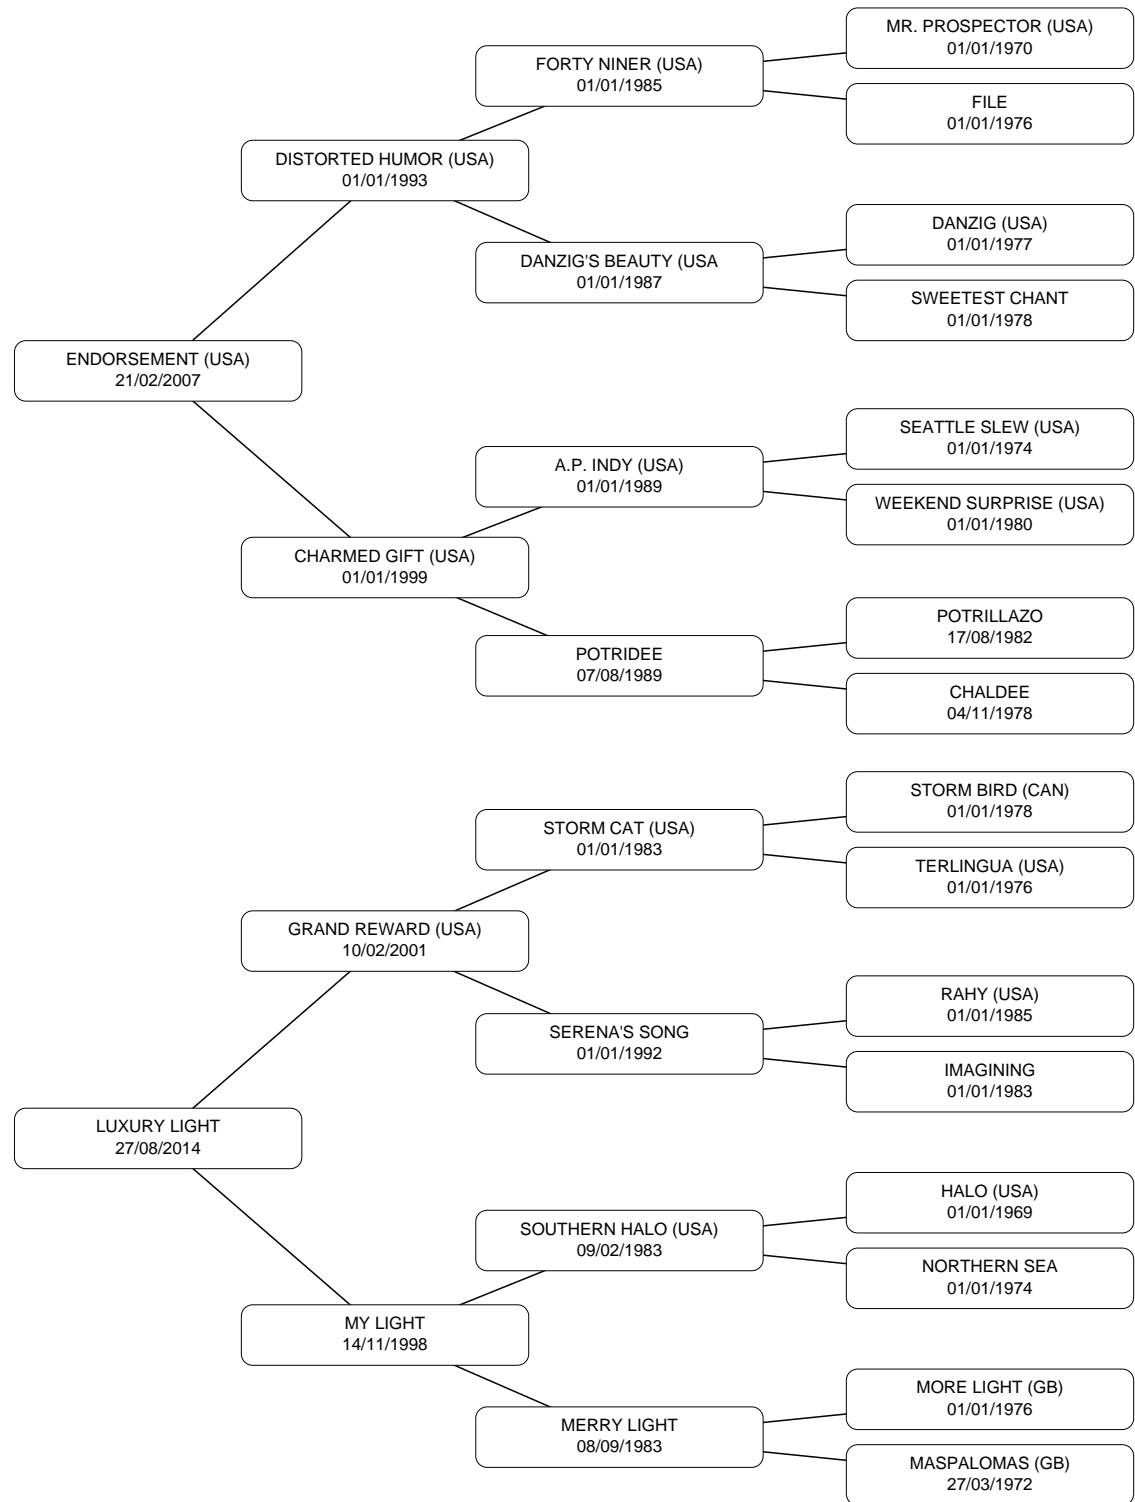 MR. PROSPECTOR (USA)
01/01/1970
FORTY NINER (USA)
01/01/1985
FILE
01/01/1976
DISTORTED HUMOR (USA)
01/01/1993
DANZIG (USA)
01/01/1977
DANZIG'S BEAUTY (USA
01/01/1987
SWEETEST CHANT
01/01/1978
ENDORSEMENT (USA)
21/02/2007
SEATTLE SLEW (USA)
01/01/1974
A.P. INDY (USA)
01/01/1989
WEEKEND SURPRISE (USA)
01/01/1980
CHARMED GIFT (USA)
01/01/1999
POTRILLAZO
17/08/1982
POTRIDEE
07/08/1989
CHALDEE
04/11/1978
STORM BIRD (CAN)
01/01/1978
STORM CAT (USA)
01/01/1983
TERLINGUA (USA)
01/01/1976
GRAND REWARD (USA)
10/02/2001
RAHY (USA)
01/01/1985
SERENA'S SONG
01/01/1992
IMAGINING
01/01/1983
LUXURY LIGHT
27/08/2014
HALO (USA)
01/01/1969
SOUTHERN HALO (USA)
09/02/1983
NORTHERN SEA
01/01/1974
MY LIGHT
14/11/1998
MORE LIGHT (GB)
01/01/1976
MERRY LIGHT
08/09/1983
MASPALOMAS (GB)
27/03/1972